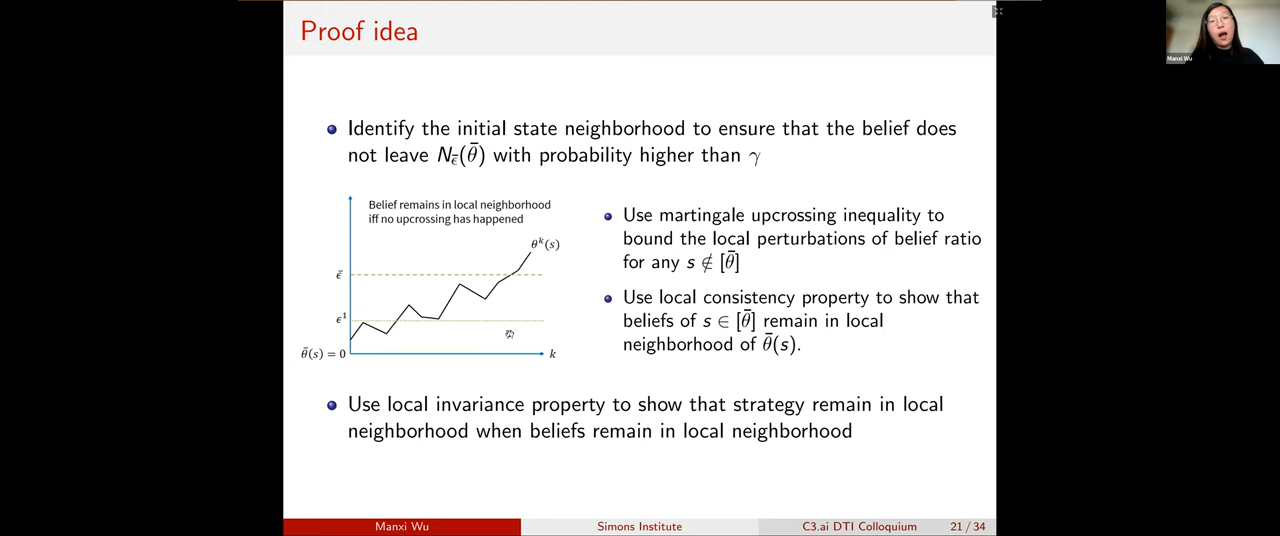 Proof idea
Manxi Wu
Identify the initial state neighborhood to ensure that the belief does
not leave N_ε̄(θ̄) with probability higher than γ
Belief remains in local neighborhood
iff no upcrossing has happened
θ^k(s)
ε̄
ε^1
θ̄(s) = 0
k
Use martingale upcrossing inequality to
bound the local perturbations of belief ratio
for any s ∉ [θ̄]
Use local consistency property to show that
beliefs of s ∈ [θ̄] remain in local
neighborhood of θ̄(s).
Use local invariance property to show that strategy remain in local
neighborhood when beliefs remain in local neighborhood
Manxi Wu
Simons Institute
C3.ai DTI Colloquium
21 / 34